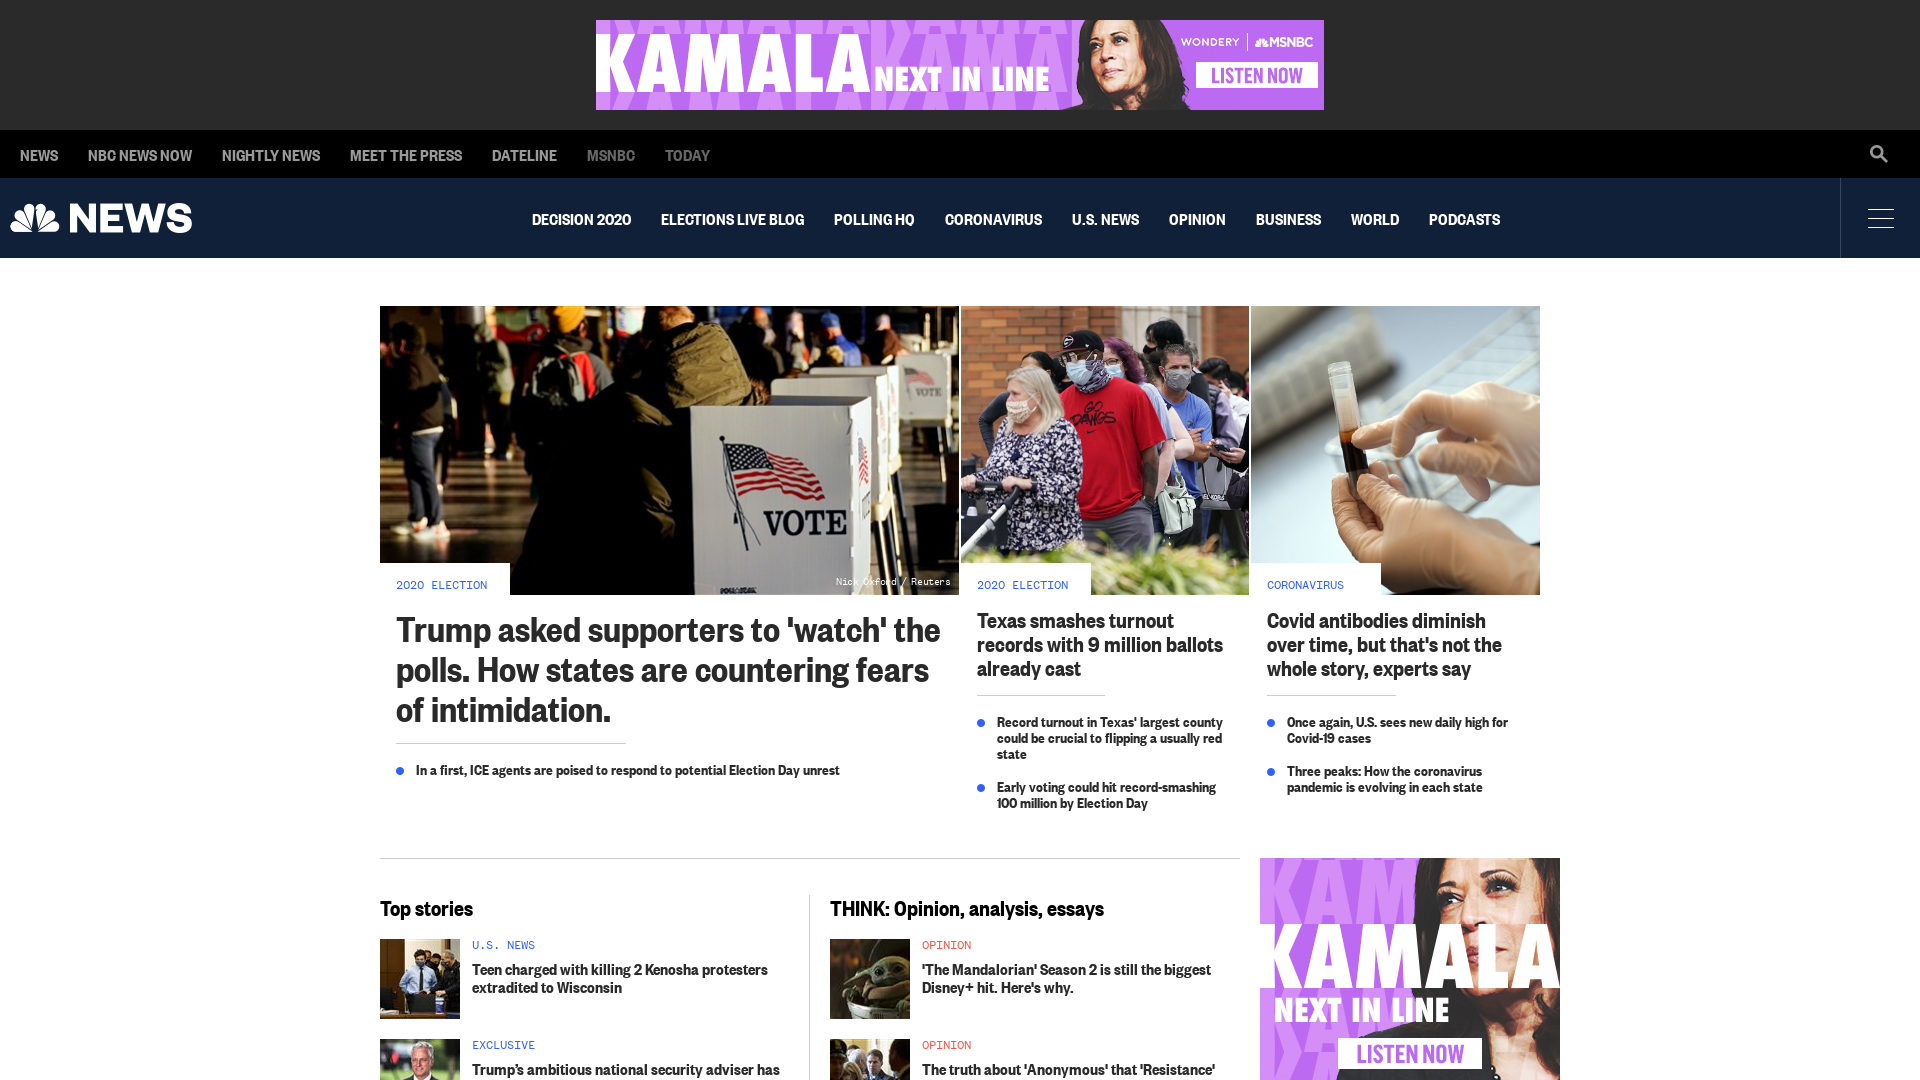 KAMALA
NEXT IN LINE
WONDERY
MSNBC
LISTEN NOW
NEWS
NBC NEWS NOW
NIGHTLY NEWS
MEET THE PRESS
DATELINE
MSNBC
TODAY
NEWS
DECISION 2020
ELECTIONS LIVE BLOG
POLLING HQ
CORONAVIRUS
U.S. NEWS
OPINION
BUSINESS
WORLD
PODCASTS
VOTE
VOTE
Nick Oxford / Reuters
2020 ELECTION
Trump asked supporters to 'watch' the
polls. How states are countering fears
of intimidation.
In a first, ICE agents are poised to respond to potential Election Day unrest
GO
DAWGS
2020 ELECTION
Texas smashes turnout
records with 9 million ballots
already cast
Record turnout in Texas' largest county
could be crucial to flipping a usually red
state
Early voting could hit record-smashing
100 million by Election Day
CORONAVIRUS
Covid antibodies diminish
over time, but that's not the
whole story, experts say
Once again, U.S. sees new daily high for
Covid-19 cases
Three peaks: How the coronavirus
pandemic is evolving in each state
Top stories
U.S. NEWS
Teen charged with killing 2 Kenosha protesters
extradited to Wisconsin
EXCLUSIVE
Trump’s ambitious national security adviser has
THINK: Opinion, analysis, essays
OPINION
'The Mandalorian' Season 2 is still the biggest
Disney+ hit. Here's why.
OPINION
The truth about 'Anonymous' that 'Resistance'
KAMALA
NEXT IN LINE
LISTEN NOW